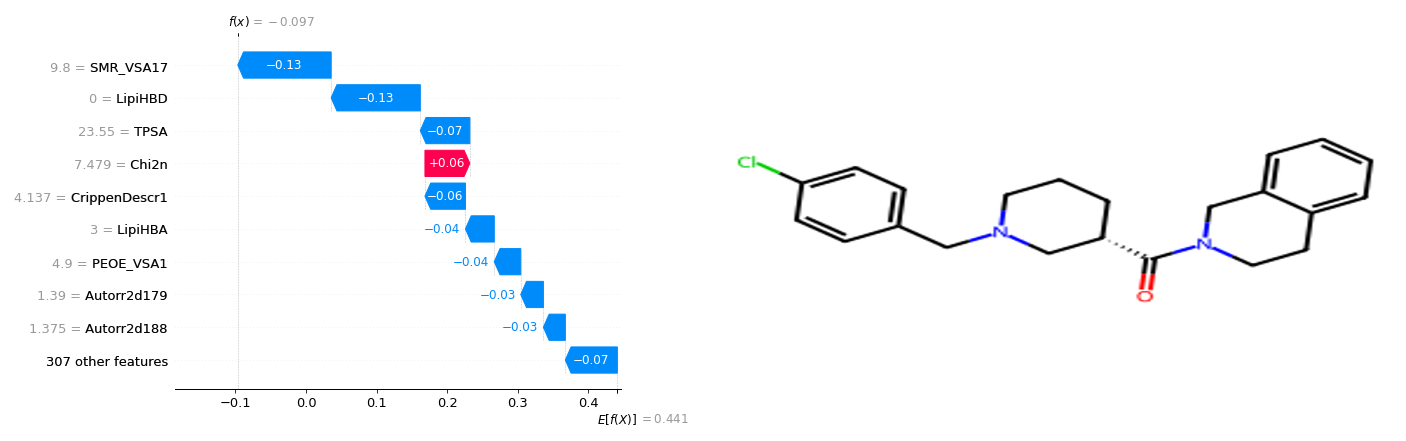 f(x) = −0.097
9.8 = SMR_VSA17
−0.13
0 = LipiHBD
−0.13
23.55 = TPSA
−0.07
7.479 = Chi2n
+0.06
4.137 = CrippenDescr1
−0.06
3 = LipiHBA
−0.04
4.9 = PEOE_VSA1
−0.04
1.39 = Autorr2d179
−0.03
1.375 = Autorr2d188
−0.03
307 other features
−0.07
−0.1 0.0 0.1 0.2 0.3 0.4
E[f(X)] = 0.441
Cl
N
N
O